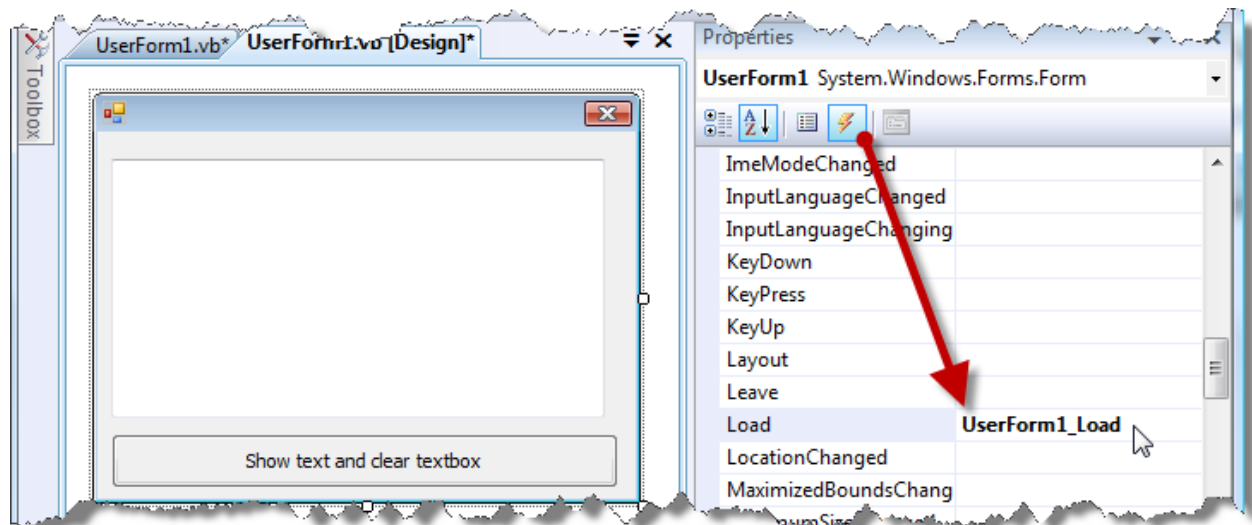 Toolbox
UserForm1.vb*
UserForm1.vb [Design]*
Show text and clear textbox
Properties
UserForm1 System.Windows.Forms.Form
A
Z
ImeModeChanged
InputLanguageChanged
InputLanguageChanging
KeyDown
KeyPress
KeyUp
Layout
Leave
Load UserForm1_Load
LocationChanged
MaximizedBoundsChang